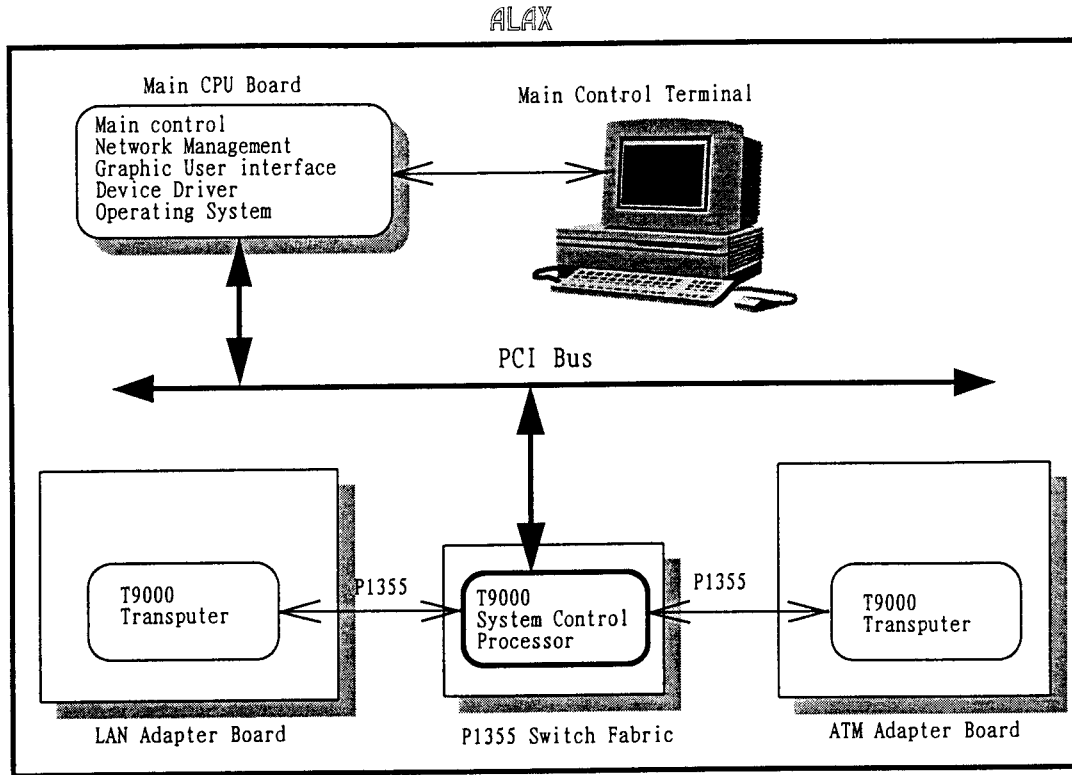 ALAX
Main CPU Board
Main control
Network Management
Graphic User interface
Device Driver
Operating System
Main Control Terminal
PCI Bus
T9000
Transputer
P1355
T9000
System Control
Processor
P1355
T9000
Transputer
LAN Adapter Board
P1355 Switch Fabric
ATM Adapter Board